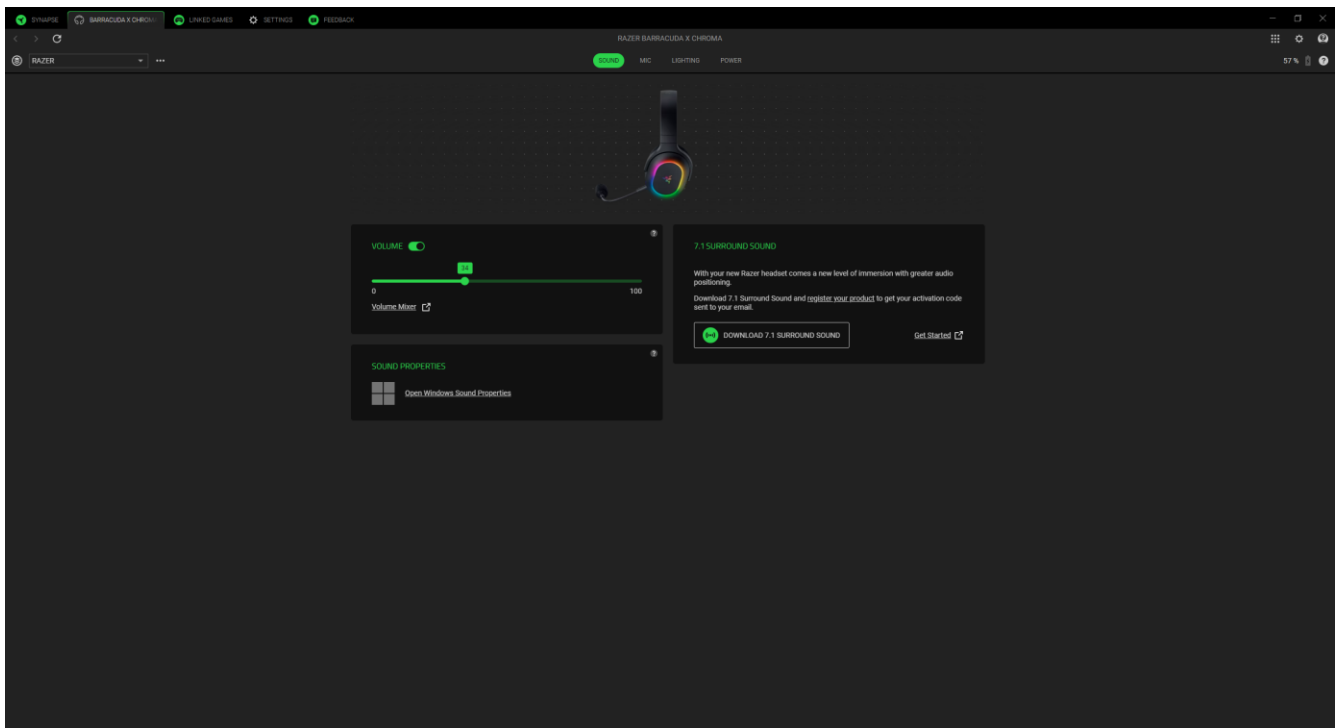 SYNAPSE BARRACUDA X CHROM LINKED GAMES SETTINGS FEEDBACK
RAZER BARRACUDA X CHROMA
RAZER SOUND MIC LIGHTING POWER 57 %
VOLUME
34
0 100
Volume Mixer
SOUND PROPERTIES
Open Windows Sound Properties
7.1 SURROUND SOUND
With your new Razer headset comes a new level of immersion with greater audio
positioning.
Download 7.1 Surround Sound and register your product to get your activation code
sent to your email.
DOWNLOAD 7.1 SURROUND SOUND Get Started